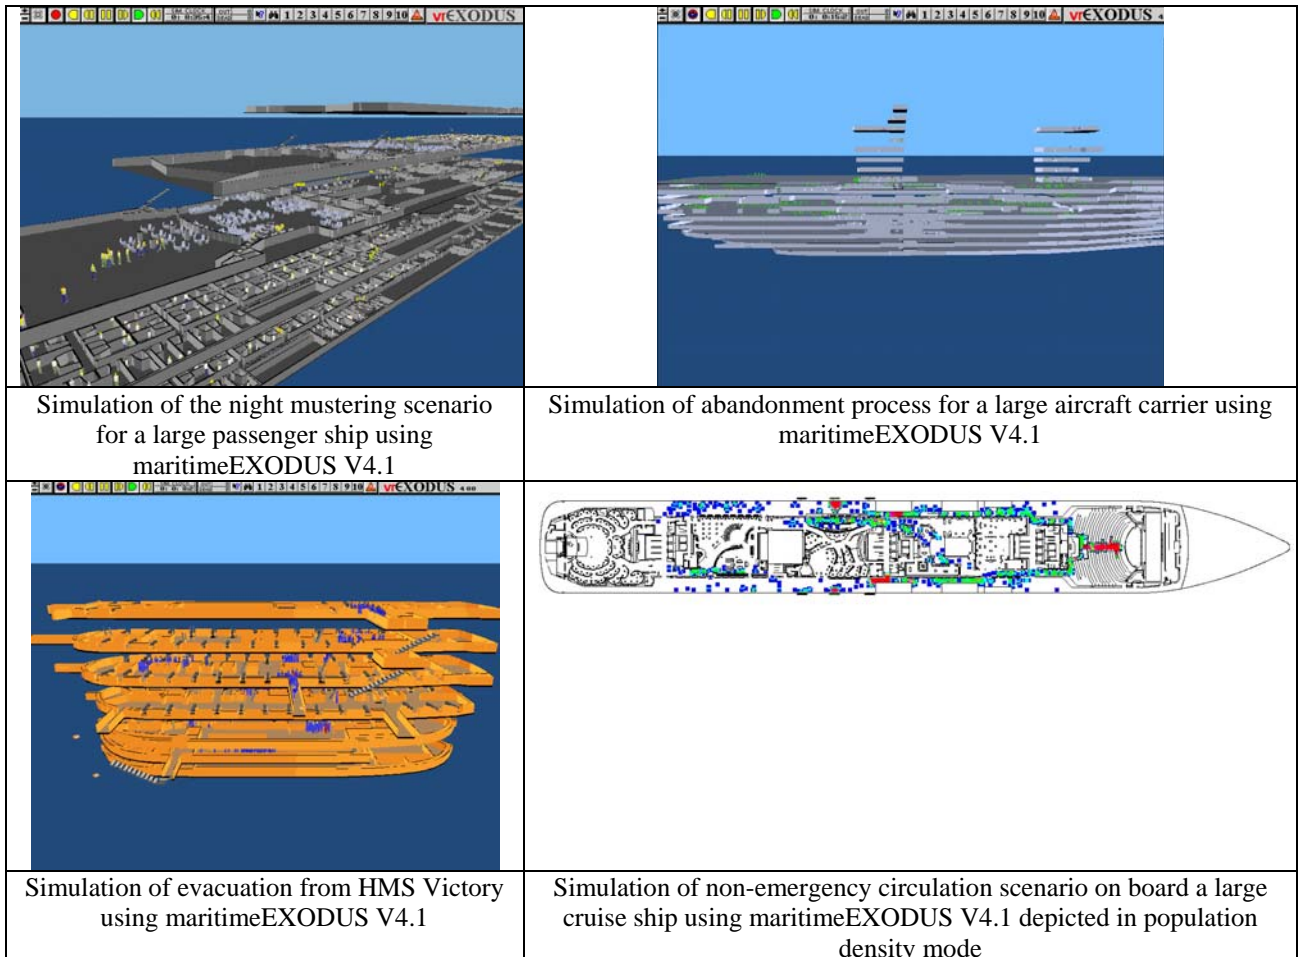 1 2 3 4 5 6 7 8 9 10 vrEXODUS
1 2 3 4 5 6 7 8 9 10 vrEXODUS
Simulation of the night mustering scenario
for a large passenger ship using
maritimeEXODUS V4.1
Simulation of abandonment process for a large aircraft carrier using
maritimeEXODUS V4.1
1 2 3 4 5 6 7 8 9 10 vrEXODUS 4.00
Simulation of evacuation from HMS Victory
using maritimeEXODUS V4.1
Simulation of non-emergency circulation scenario on board a large
cruise ship using maritimeEXODUS V4.1 depicted in population
density mode